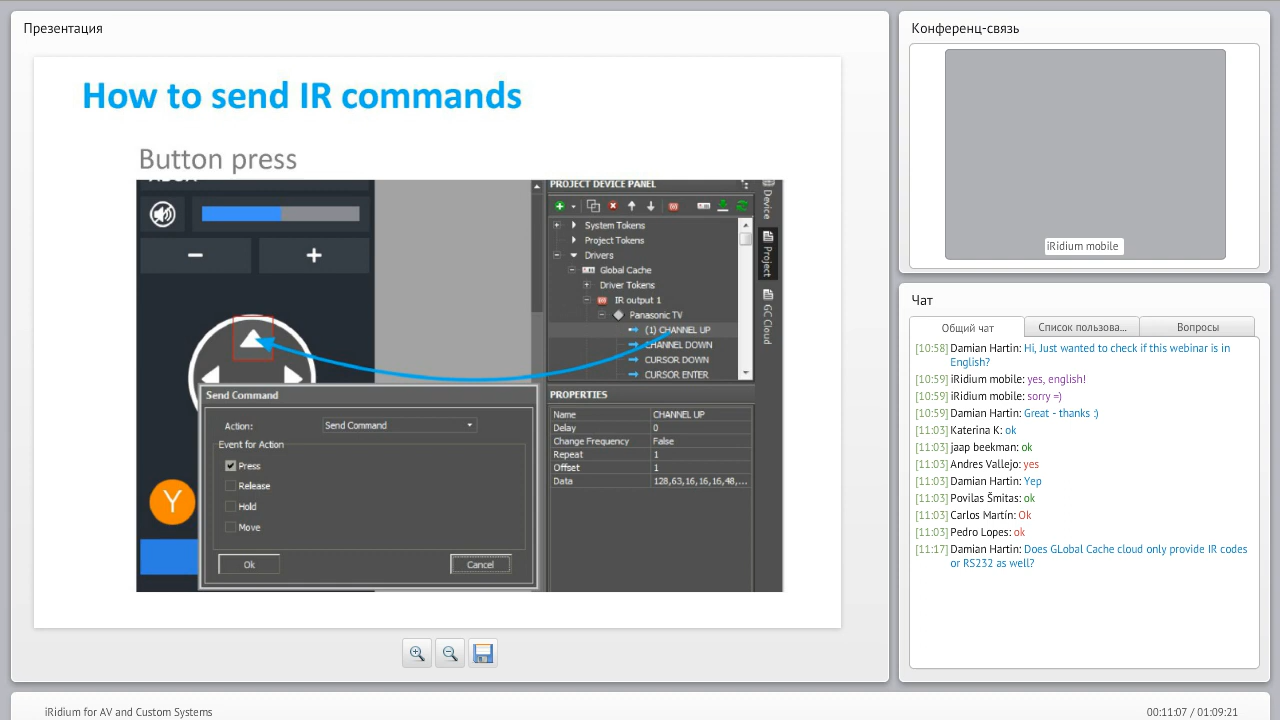 Презентация
How to send IR commands
Button press
PROJECT DEVICE PANEL
System Tokens
Project Tokens
Drivers
Global Cache
Driver Tokens
IR output 1
Panasonic TV
(1) CHANNEL UP
CHANNEL DOWN
CURSOR DOWN
CURSOR ENTER
Device
Project
GC Cloud
Y
Send Command
Action: Send Command
Event for Action
Press
Release
Hold
Move
Ok Cancel
PROPERTIES
Name CHANNEL UP
Delay 0
Change Frequency False
Repeat 1
Offset 1
Data 128,63,16,16,16,48,...
Конференц-связь
iRidium mobile
Чат
Общий чат Список пользова... Вопросы
[10:58] Damian Hartin: Hi, Just wanted to check if this webinar is in
English?
[10:59] iRidium mobile: yes, english!
[10:59] iRidium mobile: sorry =)
[10:59] Damian Hartin: Great - thanks :)
[11:03] Katerina K: ok
[11:03] jaap beekman: ok
[11:03] Andres Vallejo: yes
[11:03] Damian Hartin: Yep
[11:03] Povilas Šmitas: ok
[11:03] Carlos Martín: Ok
[11:03] Pedro Lopes: ok
[11:17] Damian Hartin: Does GLobal Cache cloud only provide IR codes
or RS232 as well?
iRidium for AV and Custom Systems
00:11:07 / 01:09:21